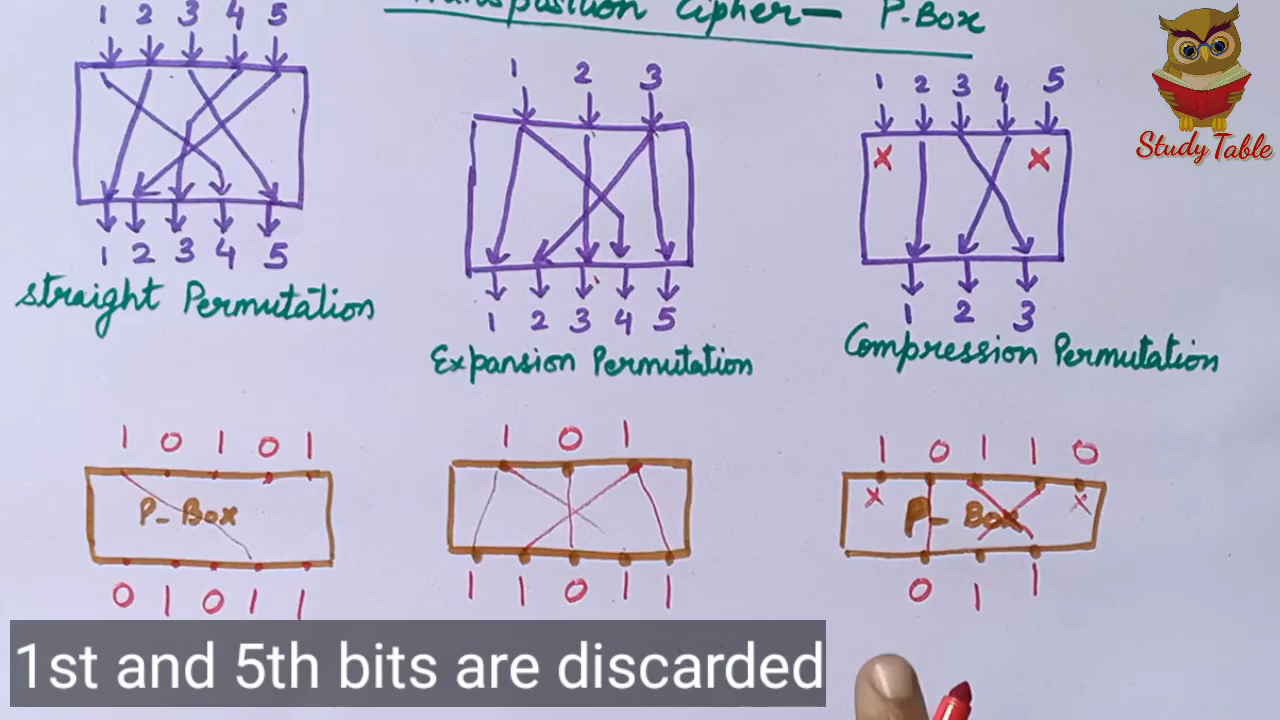 Transposition Cipher— P-Box
1 2 3 4 5
1 2 3 4 5
Straight Permutation
1 2 3
1 2 3 4 5
Expansion Permutation
1 2 3 4 5
x x
1 2 3
Compression Permutation
Study Table
1 0 1 0 1
P-Box
0 1 0 1 1
1 0 1
1 1 0 1 1
1 0 1 1 0
x x
P-Box
0 1 1
1st and 5th bits are discarded